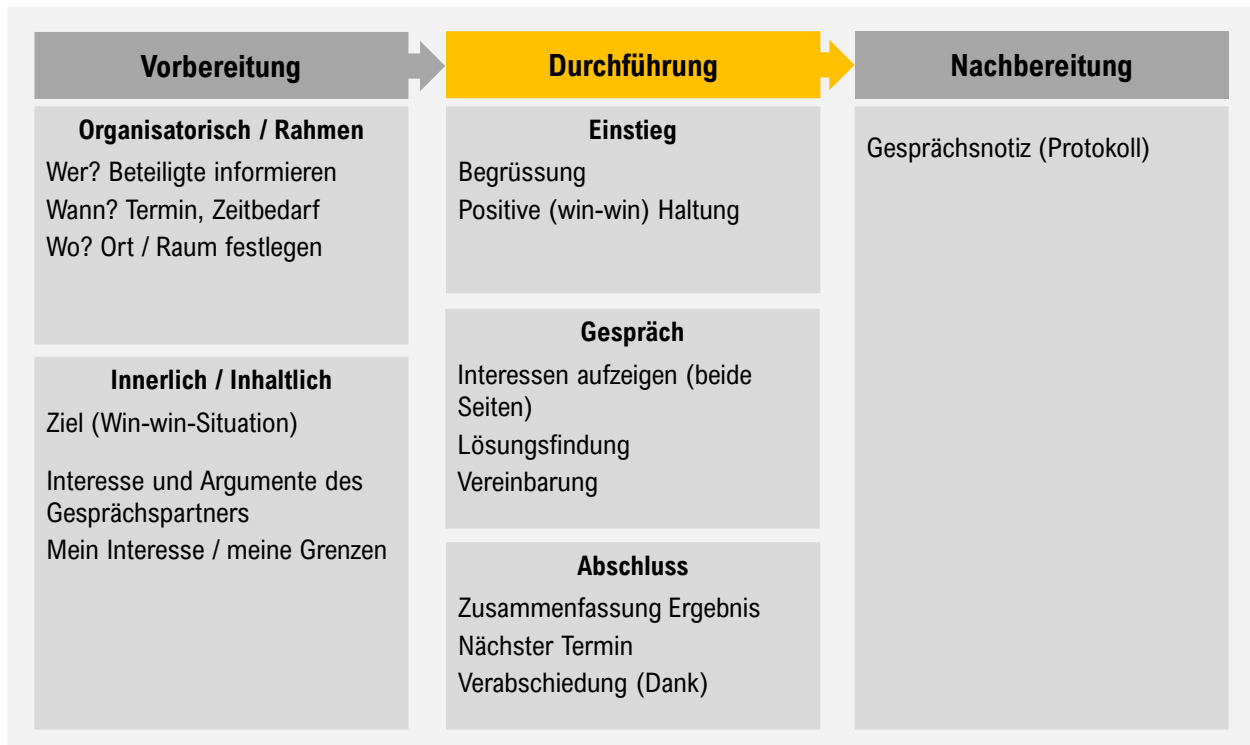 Vorbereitung
Organisatorisch / Rahmen
Wer? Beteiligte informieren
Wann? Termin, Zeitbedarf
Wo? Ort / Raum festlegen
Innerlich / Inhaltlich
Ziel (Win-win-Situation)
Interesse und Argumente des
Gesprächspartners
Mein Interesse / meine Grenzen
Durchführung
Einstieg
Begrüssung
Positive (win-win) Haltung
Gespräch
Interessen aufzeigen (beide
Seiten)
Lösungsfindung
Vereinbarung
Abschluss
Zusammenfassung Ergebnis
Nächster Termin
Verabschiedung (Dank)
Nachbereitung
Gesprächsnotiz (Protokoll)